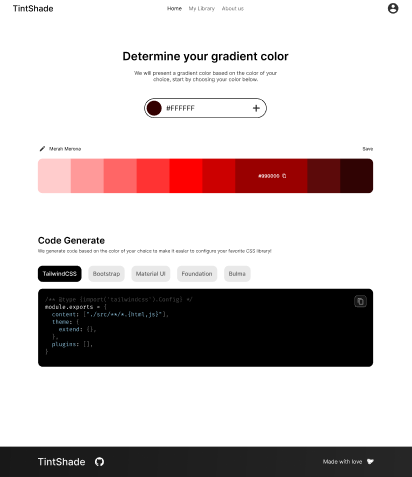 TintShade
Home My Library About us
Determine your gradient color
We will present a gradient color based on the color of your
choice, start by choosing your color below.
#FFFFFF
Merah Merona
Save
#990000
Code Generate
We generate code based on the color of your choice to make it easier to configure your favorite CSS library!
TailwindCSS Bootstrap Material UI Foundation Bulma
/** @type {import('tailwindcss').Config} */
module.exports = {
content: ["./src/**/*.{html,js}"],
theme: {
extend: {},
},
plugins: [],
}
TintShade
Made with love